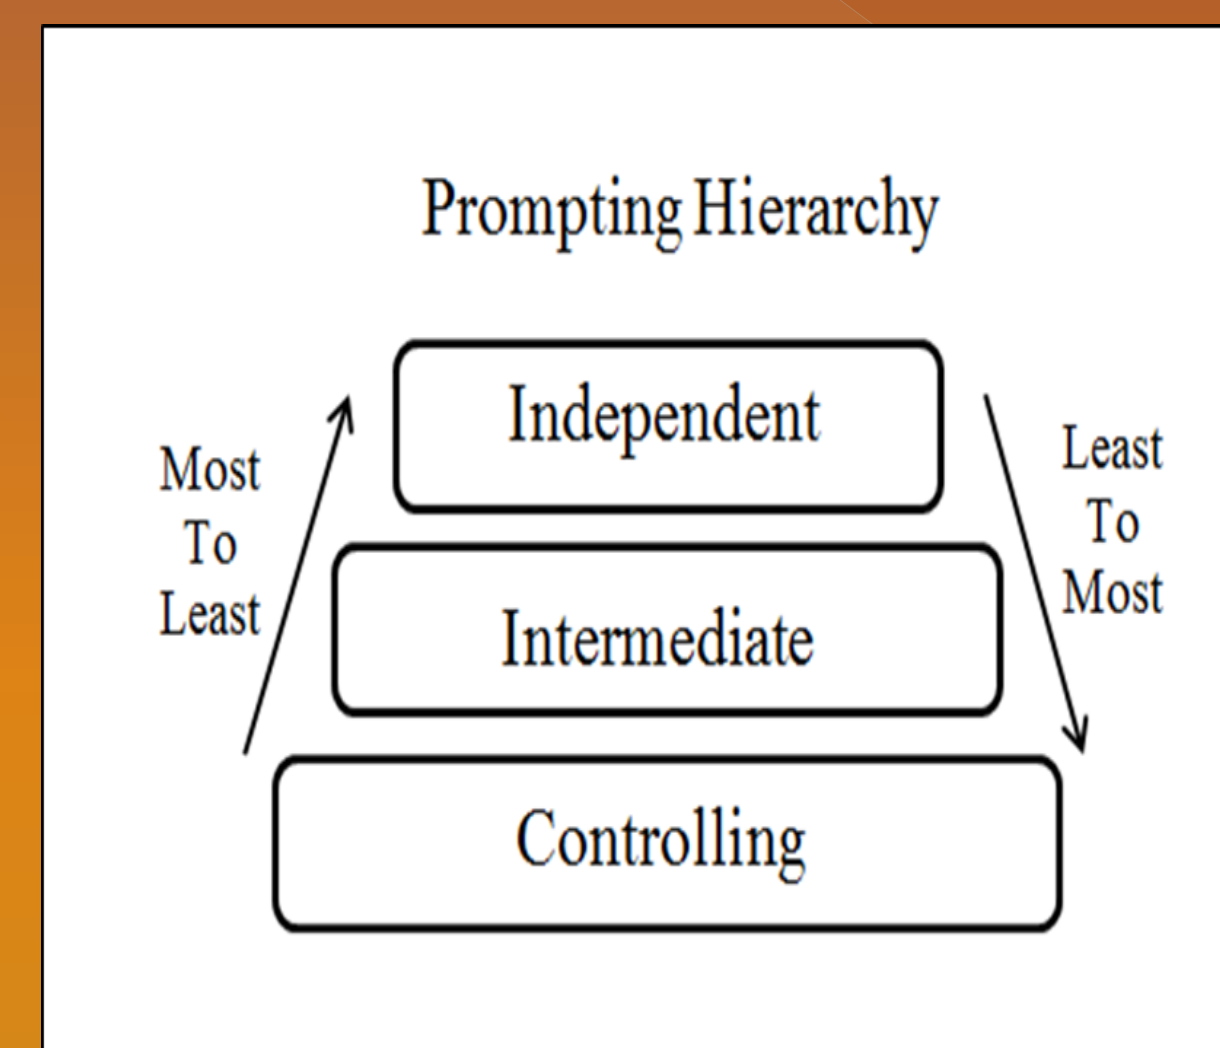 Prompting Hierarchy
Independent
Most
To
Least
Least
To
Most
Intermediate
Controlling